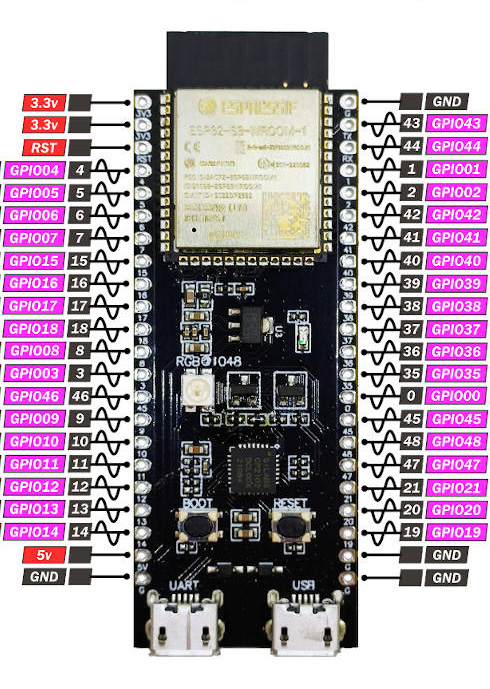 3.3v GND
3.3v 43 GPIO43
RST 44 GPIO44
GPIO04 4 1 GPIO01
GPIO05 5 2 GPIO02
GPIO06 6 42 GPIO42
GPIO07 7 41 GPIO41
GPIO15 15 40 GPIO40
GPIO16 16 39 GPIO39
GPIO17 17 38 GPIO38
GPIO18 18 37 GPIO37
GPIO08 8 36 GPIO36
GPIO03 3 35 GPIO35
GPIO46 46 0 GPIO00
GPIO09 9 45 GPIO45
GPIO10 10 48 GPIO48
GPIO11 11 47 GPIO47
GPIO12 12 21 GPIO21
GPIO13 13 20 GPIO20
GPIO14 14 19 GPIO19
5v GND
GND GND
ESPRESSIF
ESP32-S3-WROOM-1
RGB@IO48
BOOT RESET
UART USB